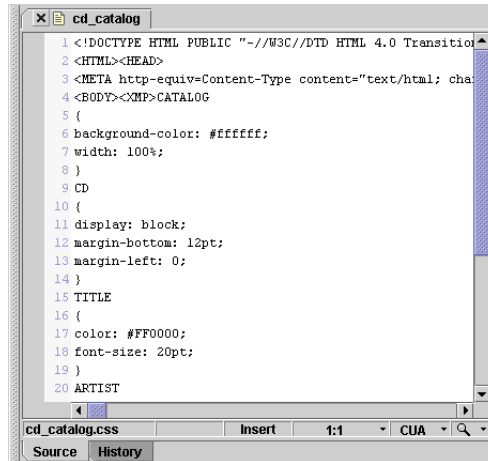 cd_catalog
1 <!DOCTYPE HTML PUBLIC "-//W3C//DTD HTML 4.0 Transition
2 <HTML><HEAD>
3 <META http-equiv=Content-Type content="text/html; cha
4 <BODY><XMP>CATALOG
5 {
6 background-color: #ffffff;
7 width: 100%;
8 }
9 CD
10 {
11 display: block;
12 margin-bottom: 12pt;
13 margin-left: 0;
14 }
15 TITLE
16 {
17 color: #FF0000;
18 font-size: 20pt;
19 }
20 ARTIST
cd_catalog.css Insert 1:1 CUA
Source History